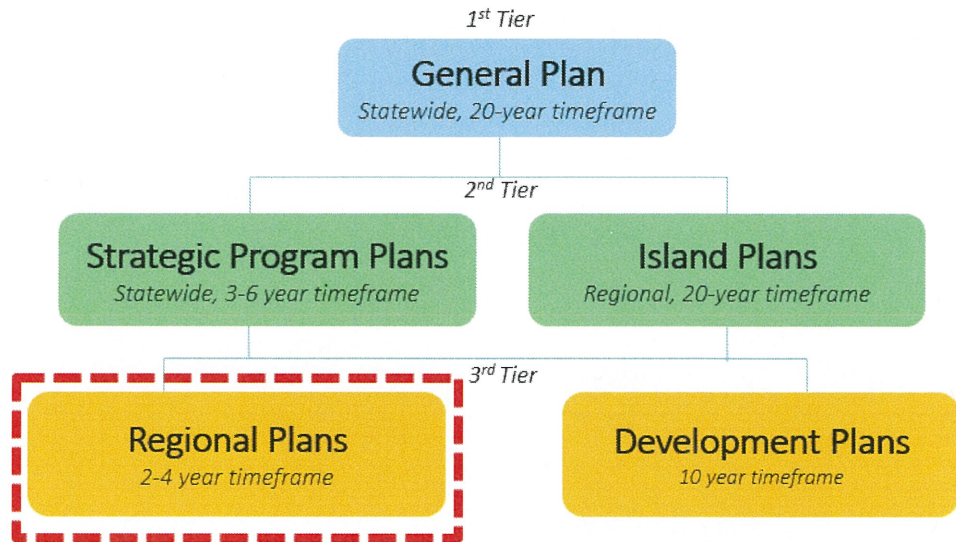 1st Tier
General Plan
Statewide, 20-year timeframe
2nd Tier
Strategic Program Plans
Statewide, 3-6 year timeframe
Island Plans
Regional, 20-year timeframe
3rd Tier
Regional Plans
2-4 year timeframe
Development Plans
10 year timeframe